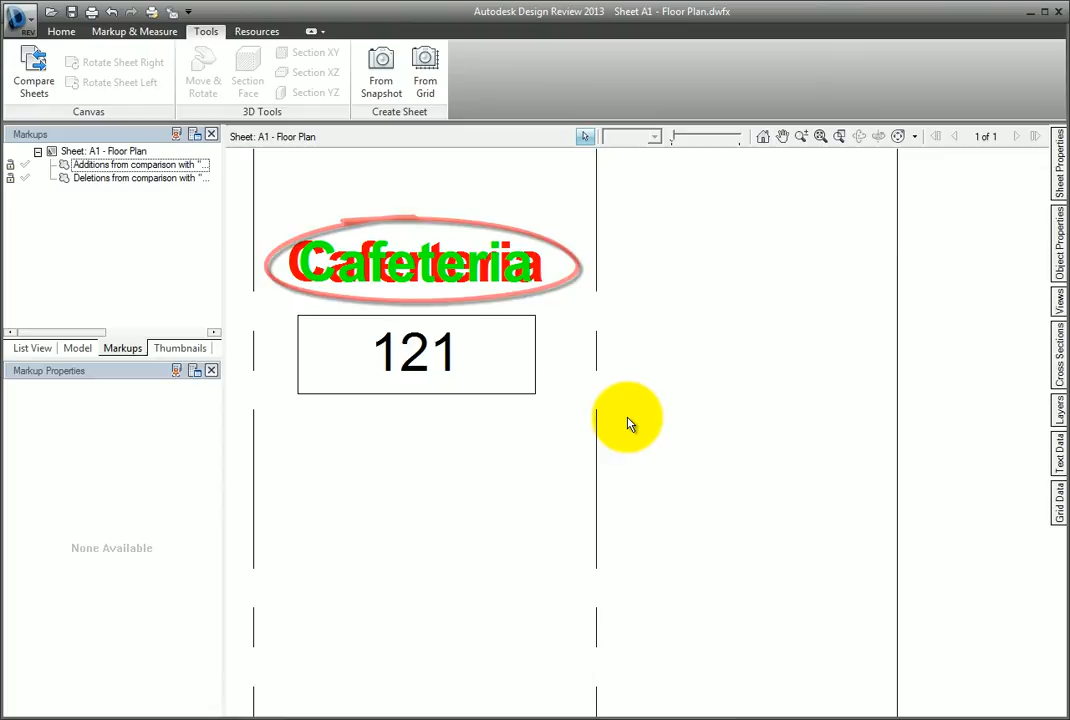 Autodesk Design Review 2013 Sheet A1 - Floor Plan.dwfx
REV
Home Markup & Measure Tools Resources
Compare Sheets
Rotate Sheet Right
Rotate Sheet Left
Canvas
Move & Rotate
Section Face
Section XY
Section XZ
Section YZ
3D Tools
From Snapshot
From Grid
Create Sheet
Markups
Sheet: A1 - Floor Plan
Additions from comparison with "...
Deletions from comparison with "...
List View Model Markups Thumbnails
Markup Properties
None Available
Sheet: A1 - Floor Plan
1 of 1
Cafeteria
121
Sheet Properties
Object Properties
Views
Cross Sections
Layers
Text Data
Grid Data